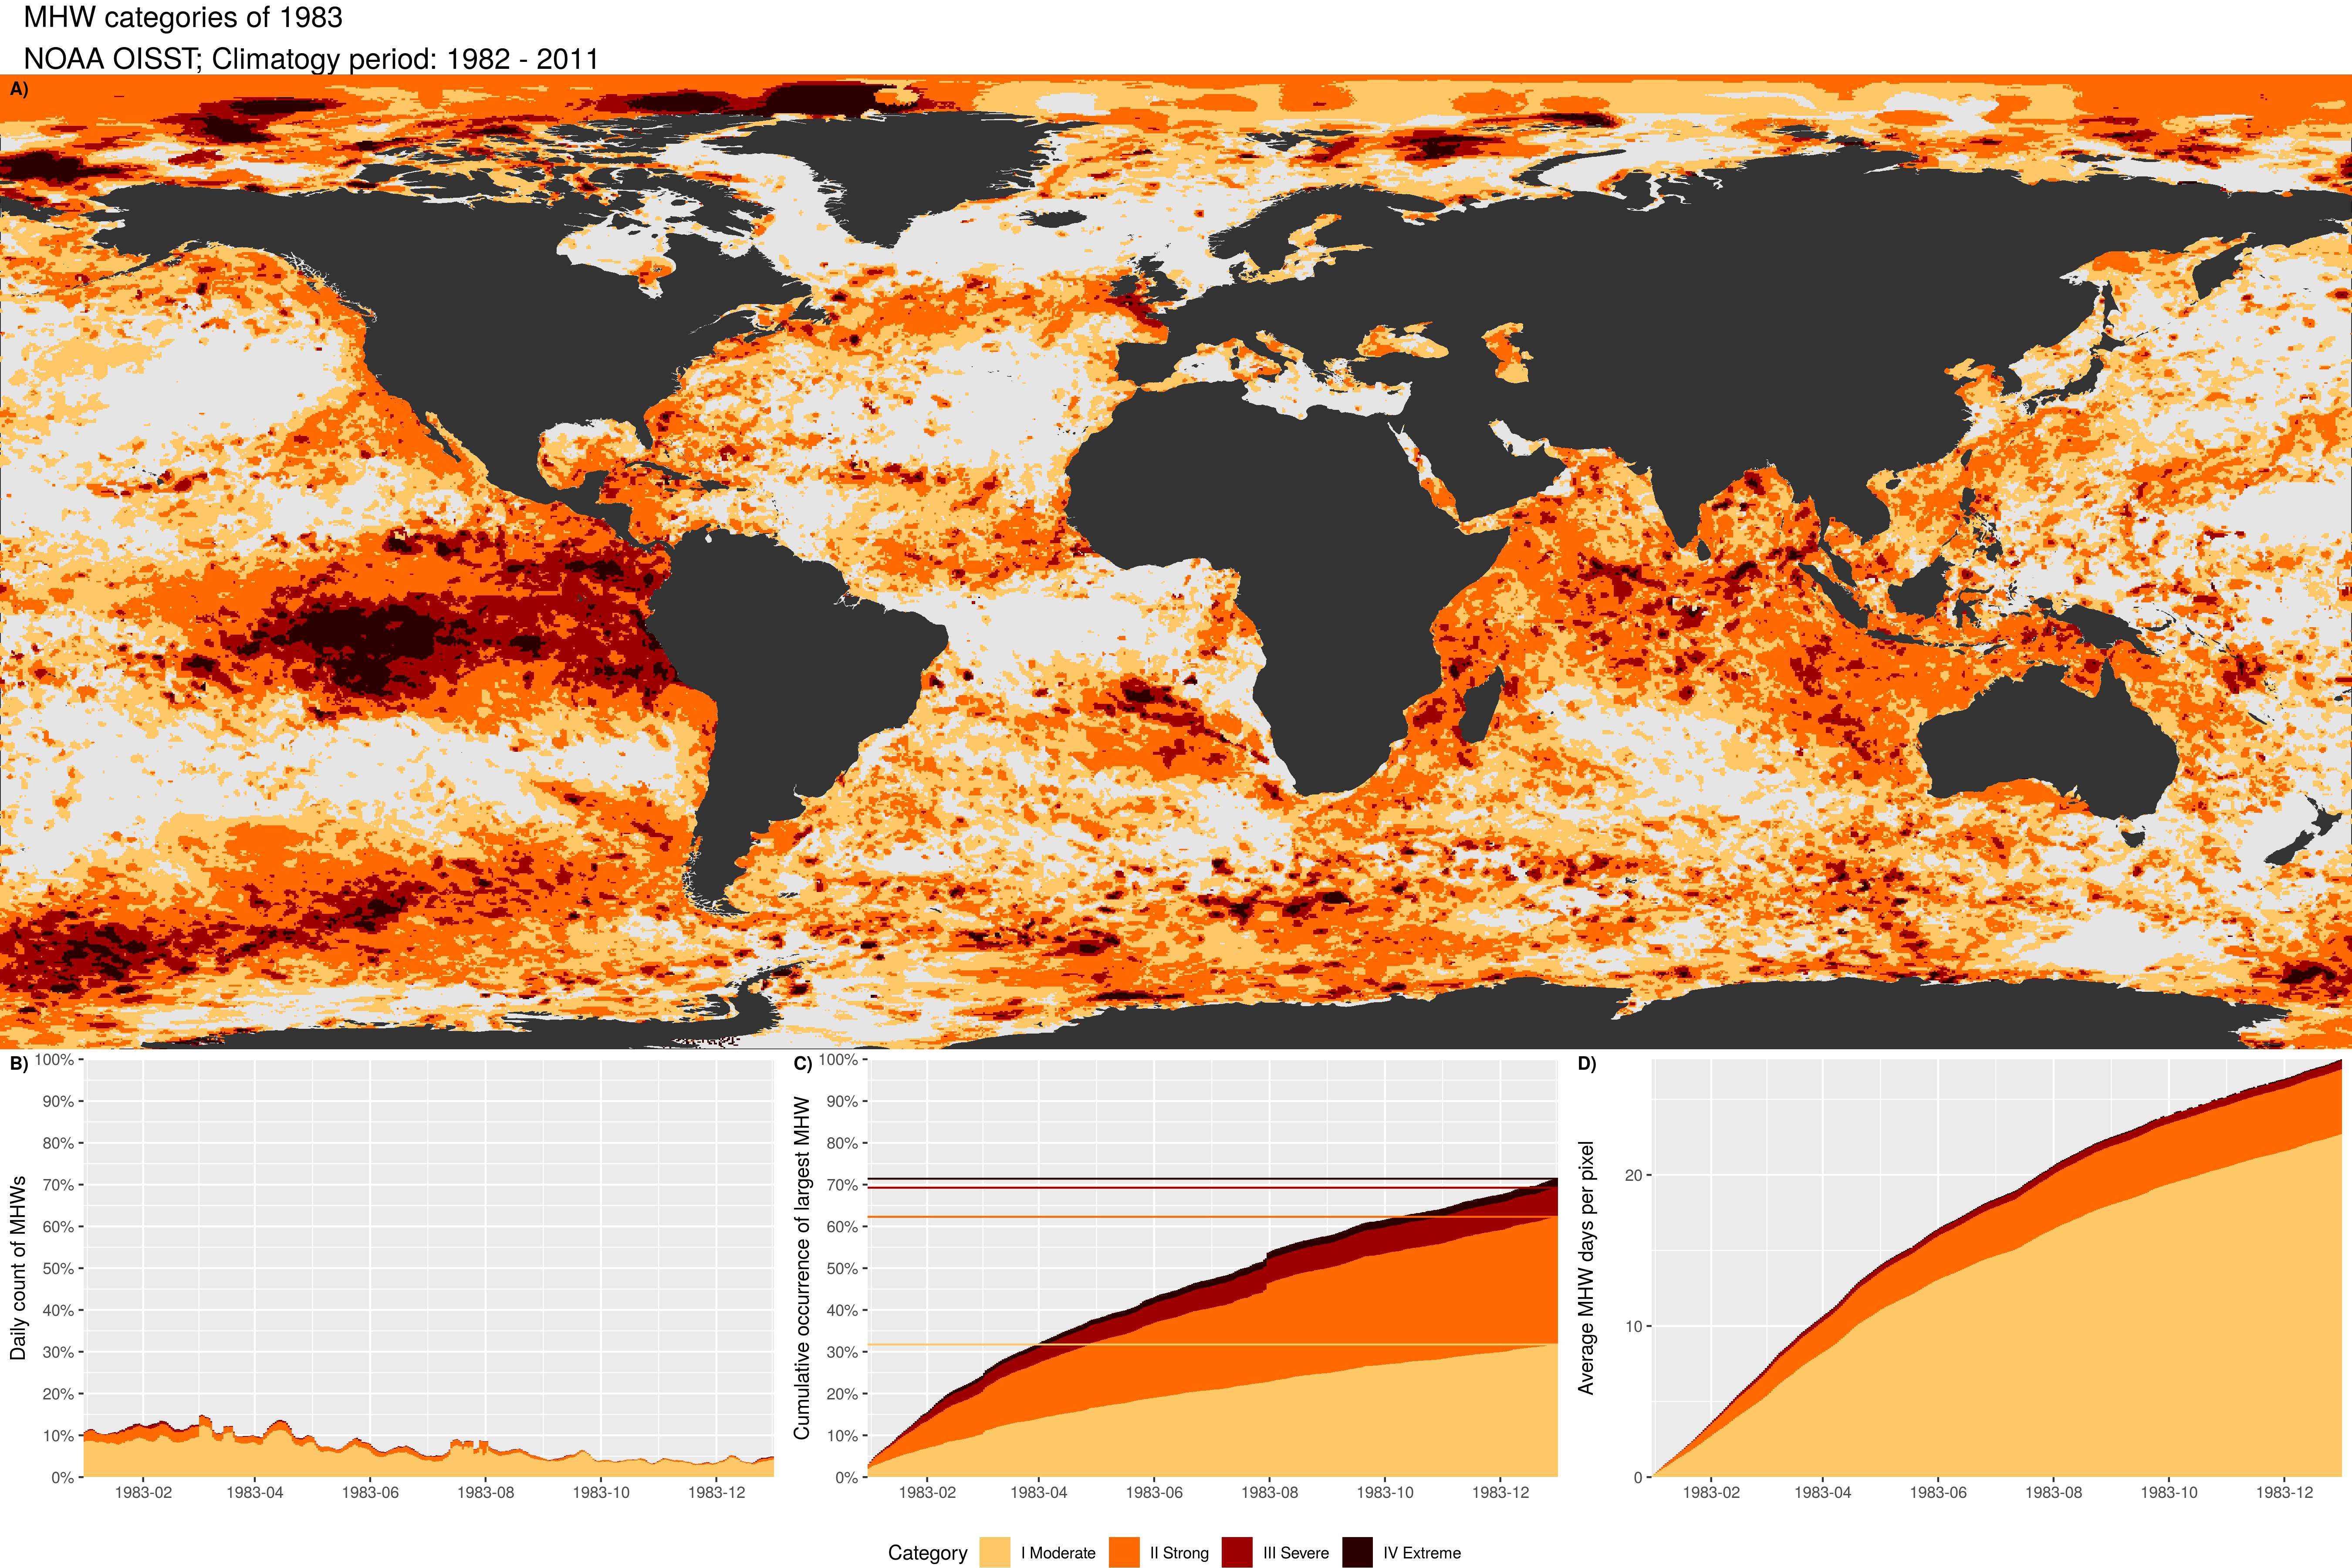 MHW categories of 1983
NOAA OISST; Climatogy period: 1982 - 2011
A)
B)
100%
90%
80%
70%
60%
50%
40%
30%
20%
10%
0%
Daily count of MHWs
1983-02 1983-04 1983-06 1983-08 1983-10 1983-12
C)
100%
90%
80%
70%
60%
50%
40%
30%
20%
10%
0%
Cumulative occurrence of largest MHW
1983-02 1983-04 1983-06 1983-08 1983-10 1983-12
D)
20
10
0
Average MHW days per pixel
1983-02 1983-04 1983-06 1983-08 1983-10 1983-12
Category I Moderate II Strong III Severe IV Extreme